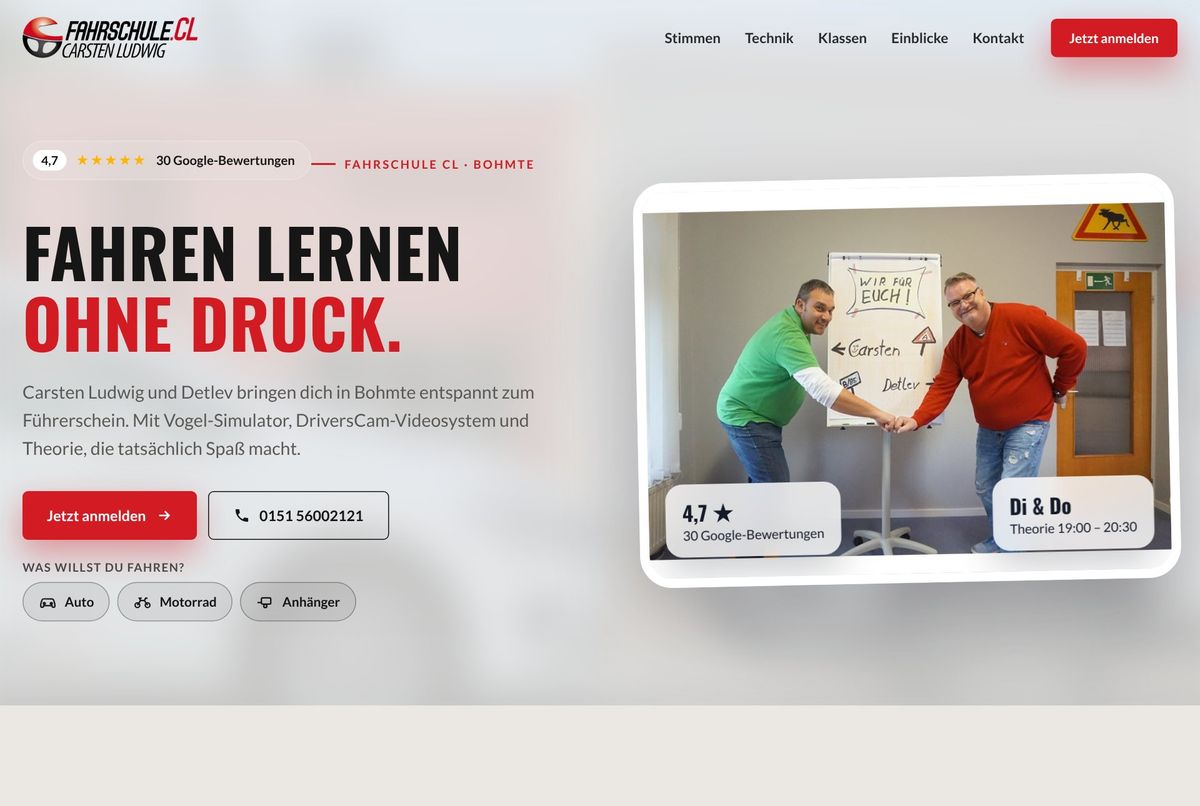 FAHRSCHULE.CL
CARSTEN LUDWIG
Stimmen
Technik
Klassen
Einblicke
Kontakt
Jetzt anmelden
4,7 ★★★★★ 30 Google-Bewertungen
FAHRSCHULE CL · BOHMTE
FAHREN LERNEN
OHNE DRUCK.
Carsten Ludwig und Detlev bringen dich in Bohmte entspannt zum
Führerschein. Mit Vogel-Simulator, DriversCam-Videosystem und
Theorie, die tatsächlich Spaß macht.
Jetzt anmelden →
0151 56002121
WAS WILLST DU FAHREN?
Auto
Motorrad
Anhänger
WIR FÜR
EUCH!
← Carsten
Detlev
4,7 ★
30 Google-Bewertungen
Di & Do
Theorie 19:00 – 20:30